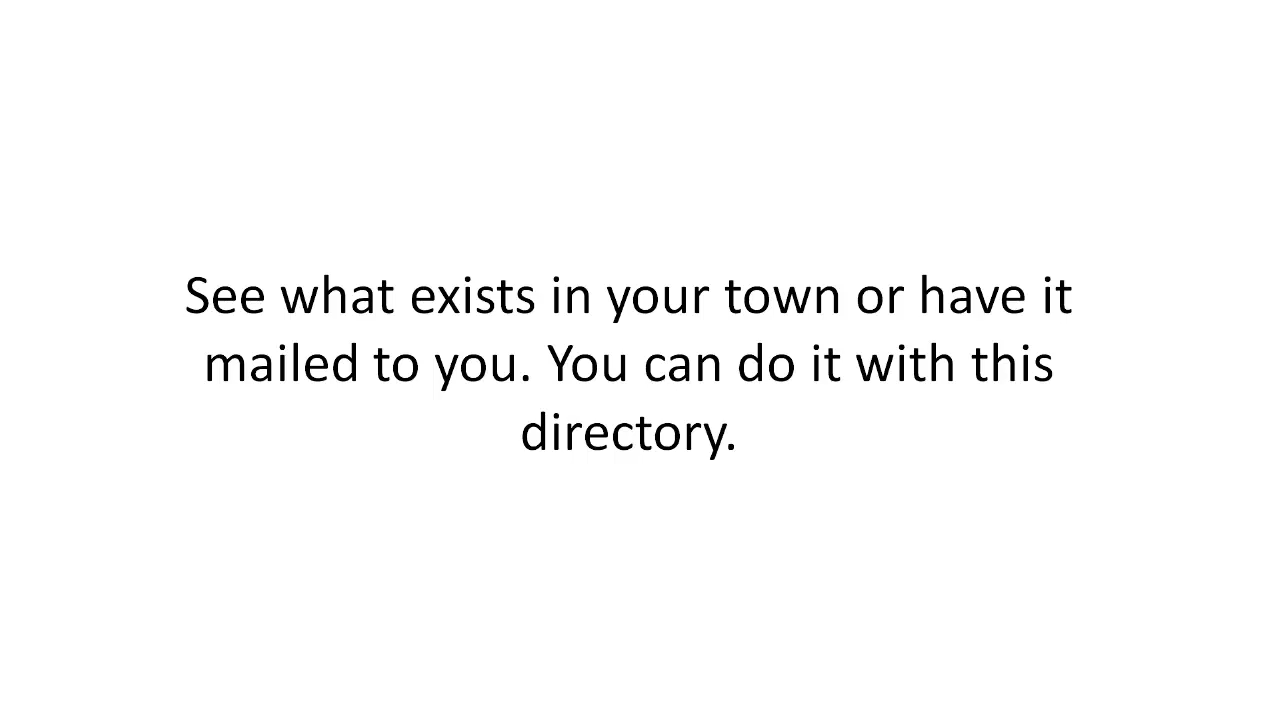 See what exists in your town or have it
mailed to you. You can do it with this
directory.